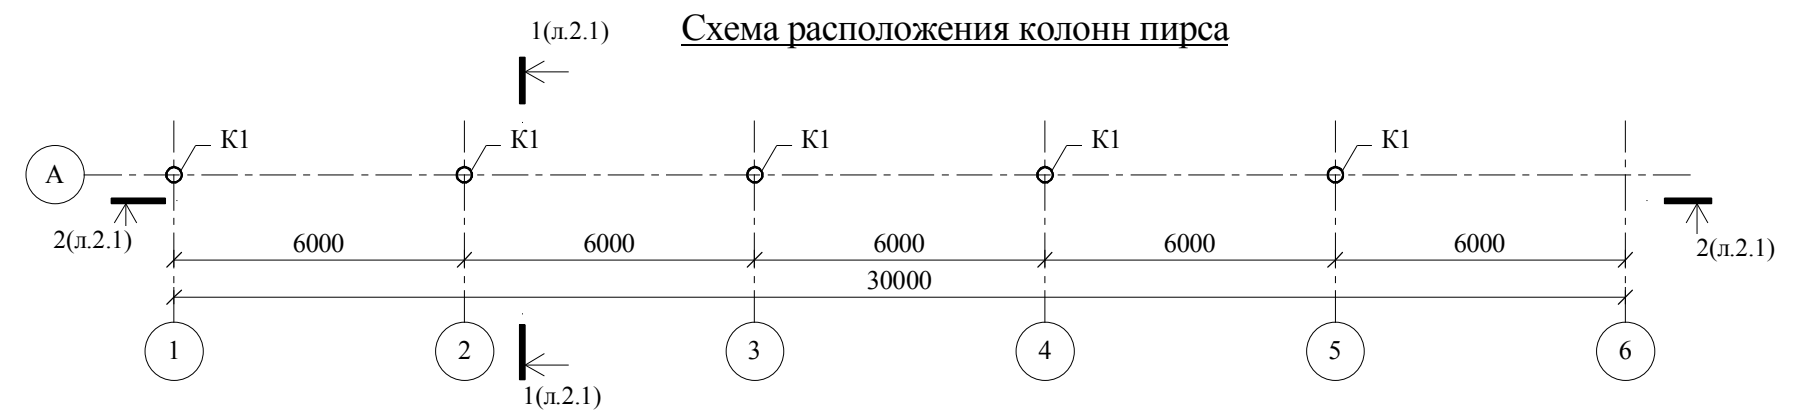 Схема расположения колонн пирса
1(л.2.1)
К1 К1 К1 К1 К1
А
2(л.2.1) 2(л.2.1)
6000 6000 6000 6000 6000
30000
1 2 3 4 5 6
1(л.2.1)